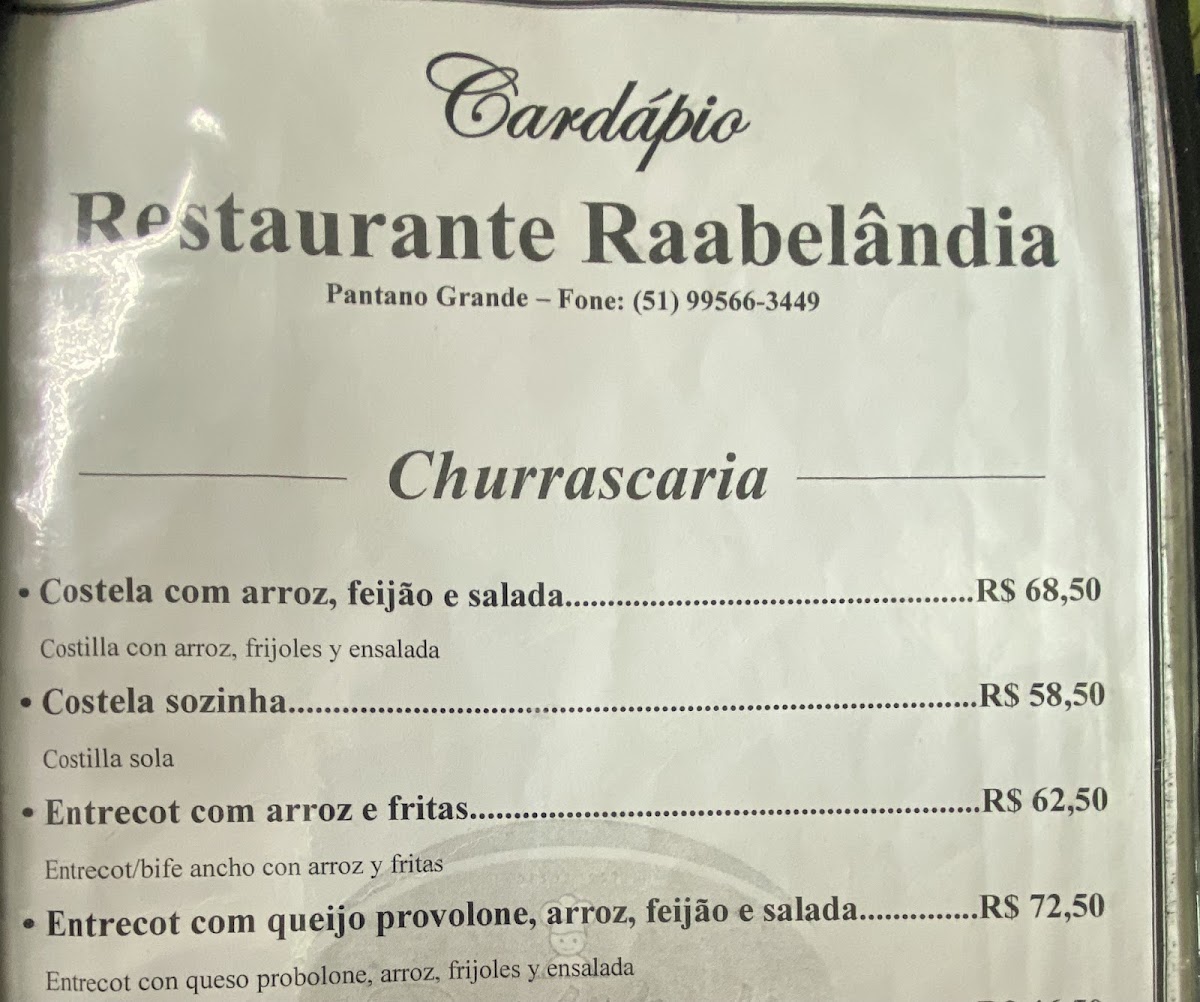 Cardápio
Restaurante Raabelândia
Pantano Grande – Fone: (51) 99566-3449
Churrascaria
• Costela com arroz, feijão e salada..................................................R$ 68,50
Costilla con arroz, frijoles y ensalada
• Costela sozinha....................................................................................R$ 58,50
Costilla sola
• Entrecot com arroz e fritas...............................................................R$ 62,50
Entrecot/bife ancho con arroz y fritas
• Entrecot com queijo provolone, arroz, feijão e salada..............R$ 72,50
Entrecot con queso probolone, arroz, frijoles y ensalada